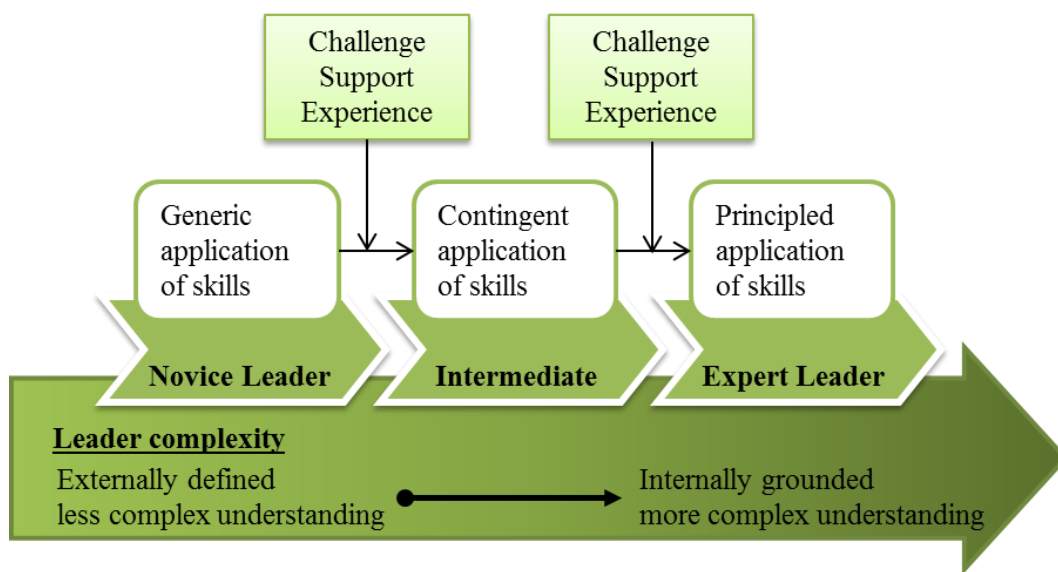 Challenge
Support
Experience
Challenge
Support
Experience
Generic
application
of skills
Contingent
application
of skills
Principled
application
of skills
Novice Leader
Intermediate
Expert Leader
Leader complexity
Externally defined
less complex understanding
Internally grounded
more complex understanding